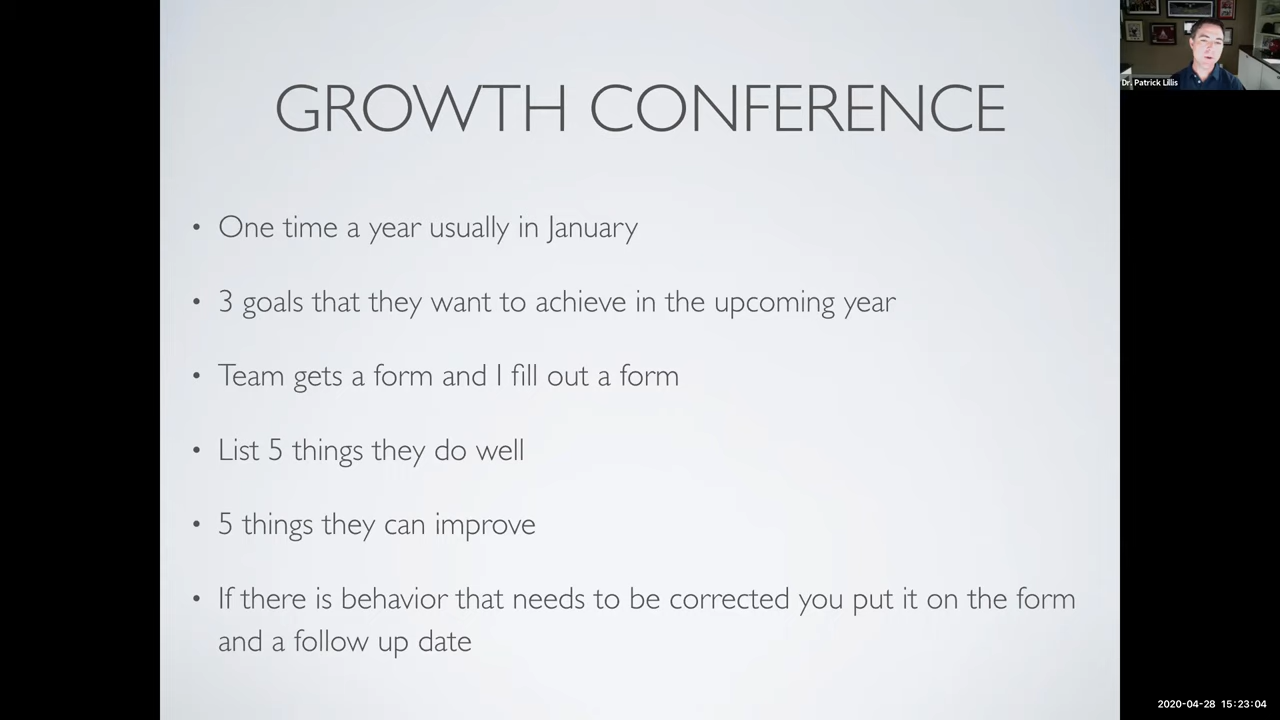 GROWTH CONFERENCE
Dr. Patrick Lillis
• One time a year usually in January
• 3 goals that they want to achieve in the upcoming year
• Team gets a form and I fill out a form
• List 5 things they do well
• 5 things they can improve
• If there is behavior that needs to be corrected you put it on the form
and a follow up date
2020-04-28 15:23:04